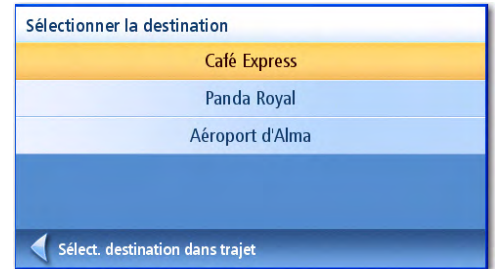 Sélectionner la destination
Café Express
Panda Royal
Aéroport d'Alma
Sélect. destination dans trajet